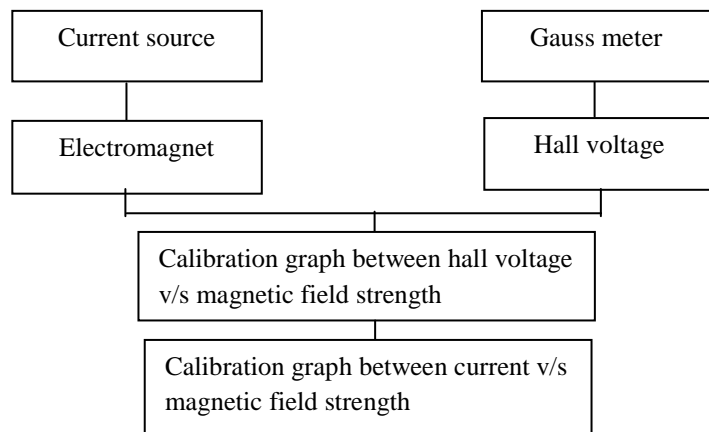 Current source
Gauss meter
Electromagnet
Hall voltage
Calibration graph between hall voltage
v/s magnetic field strength
Calibration graph between current v/s
magnetic field strength